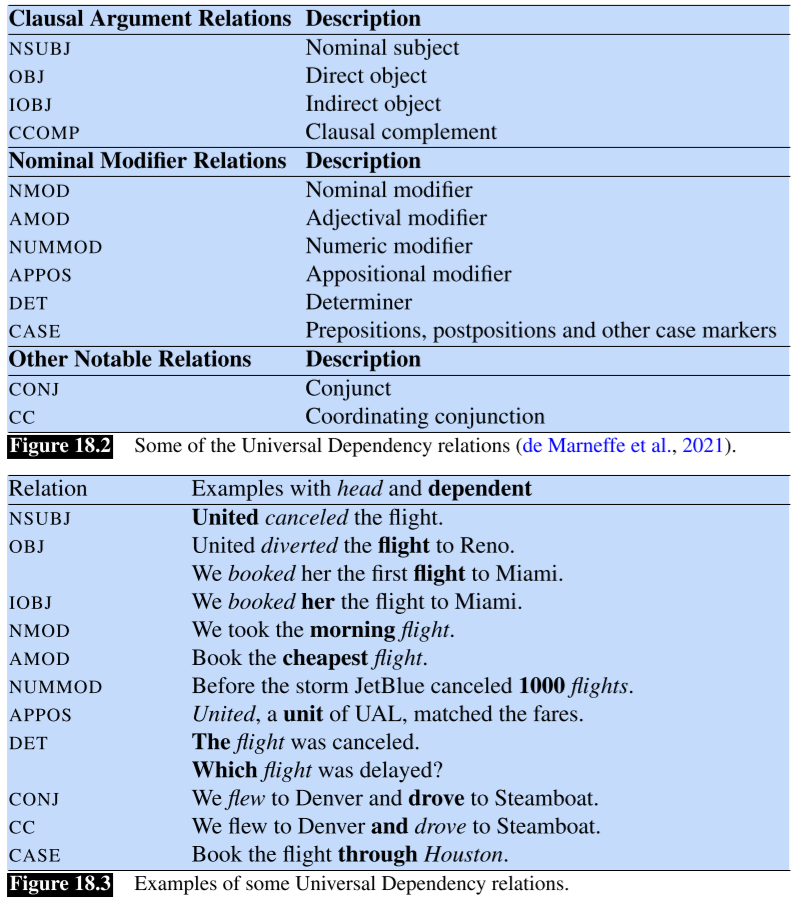 Clausal Argument Relations Description
NSUBJ Nominal subject
OBJ Direct object
IOBJ Indirect object
CCOMP Clausal complement
Nominal Modifier Relations Description
NMOD Nominal modifier
AMOD Adjectival modifier
NUMMOD Numeric modifier
APPOS Appositional modifier
DET Determiner
CASE Prepositions, postpositions and other case markers
Other Notable Relations Description
CONJ Conjunct
CC Coordinating conjunction
Figure 18.2 Some of the Universal Dependency relations (de Marneffe et al., 2021).
Relation Examples with head and dependent
NSUBJ United canceled the flight.
OBJ United diverted the flight to Reno.
We booked her the first flight to Miami.
IOBJ We booked her the flight to Miami.
NMOD We took the morning flight.
AMOD Book the cheapest flight.
NUMMOD Before the storm JetBlue canceled 1000 flights.
APPOS United, a unit of UAL, matched the fares.
DET The flight was canceled.
Which flight was delayed?
CONJ We flew to Denver and drove to Steamboat.
CC We flew to Denver and drove to Steamboat.
CASE Book the flight through Houston.
Figure 18.3 Examples of some Universal Dependency relations.